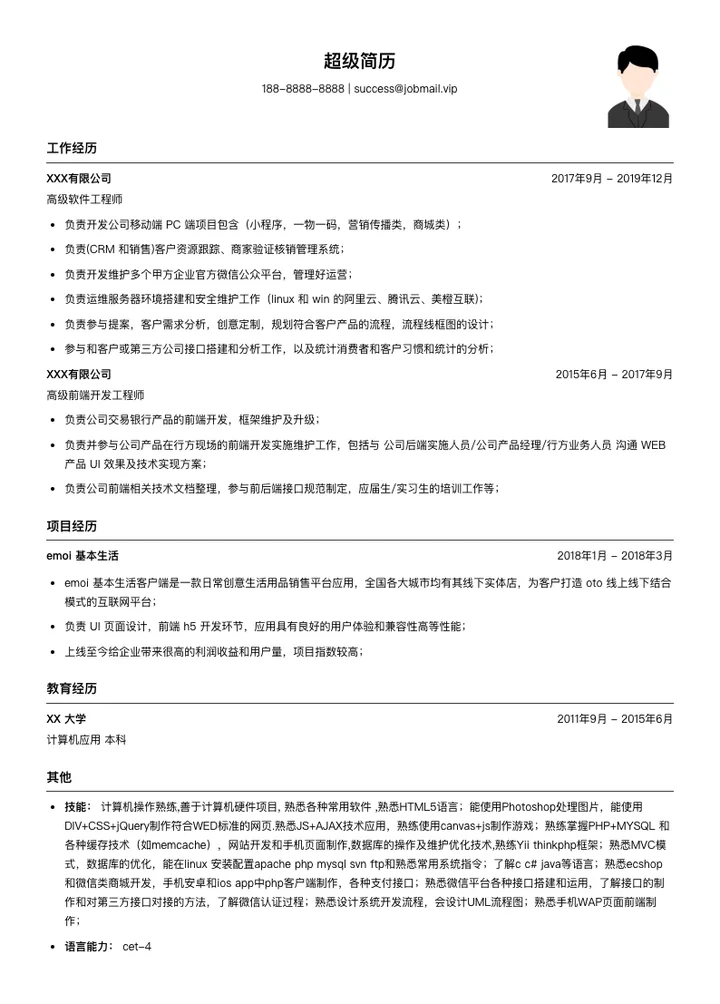 超级简历
188-8888-8888 | success@jobmail.vip
工作经历
XXX有限公司 2017年9月 - 2019年12月
高级软件工程师
• 负责开发公司移动端 PC 端项目包含（小程序，一物一码，营销传播类，商城类）；
• 负责(CRM 和销售)客户资源跟踪、商家验证核销管理系统；
• 负责开发维护多个甲方企业官方微信公众平台，管理好运营；
• 负责运维服务器环境搭建和安全维护工作（linux 和 win 的阿里云、腾讯云、美橙互联)；
• 负责参与提案，客户需求分析，创意定制，规划符合客户产品的流程，流程线框图的设计；
• 参与和客户或第三方公司接口搭建和分析工作，以及统计消费者和客户习惯和统计的分析；
XXX有限公司 2015年6月 - 2017年9月
高级前端开发工程师
• 负责公司交易银行产品的前端开发，框架维护及升级；
• 负责并参与公司产品在行方现场的前端开发实施维护工作，包括与 公司后端实施人员/公司产品经理/行方业务人员 沟通 WEB
产品 UI 效果及技术实现方案；
• 负责公司前端相关技术文档整理，参与前后端接口规范制定，应届生/实习生的培训工作等；
项目经历
emoi 基本生活 2018年1月 - 2018年3月
• emoi 基本生活客户端是一款日常创意生活用品销售平台应用，全国各大城市均有其线下实体店，为客户打造 oto 线上线下结合
模式的互联网平台；
• 负责 UI 页面设计，前端 h5 开发环节，应用具有良好的用户体验和兼容性高等性能；
• 上线至今给企业带来很高的利润收益和用户量，项目指数较高；
教育经历
XX 大学 2011年9月 - 2015年6月
计算机应用 本科
其他
• 技能： 计算机操作熟练,善于计算机硬件项目, 熟悉各种常用软件 ,熟悉HTML5语言；能使用Photoshop处理图片，能使用
DIV+CSS+jQuery制作符合WED标准的网页.熟悉JS+AJAX技术应用，熟练使用canvas+js制作游戏；熟练掌握PHP+MYSQL 和
各种缓存技术（如memcache），网站开发和手机页面制作,数据库的操作及维护优化技术,熟练Yii thinkphp框架；熟悉MVC模
式，数据库的优化，能在linux 安装配置apache php mysql svn ftp和熟悉常用系统指令；了解c c# java等语言；熟悉ecshop
和微信类商城开发，手机安卓和ios app中php客户端制作，各种支付接口；熟悉微信平台各种接口搭建和运用，了解接口的制
作和对第三方接口对接的方法，了解微信认证过程；熟悉设计系统开发流程，会设计UML流程图；熟悉手机WAP页面前端制
作；
• 语言能力： cet-4